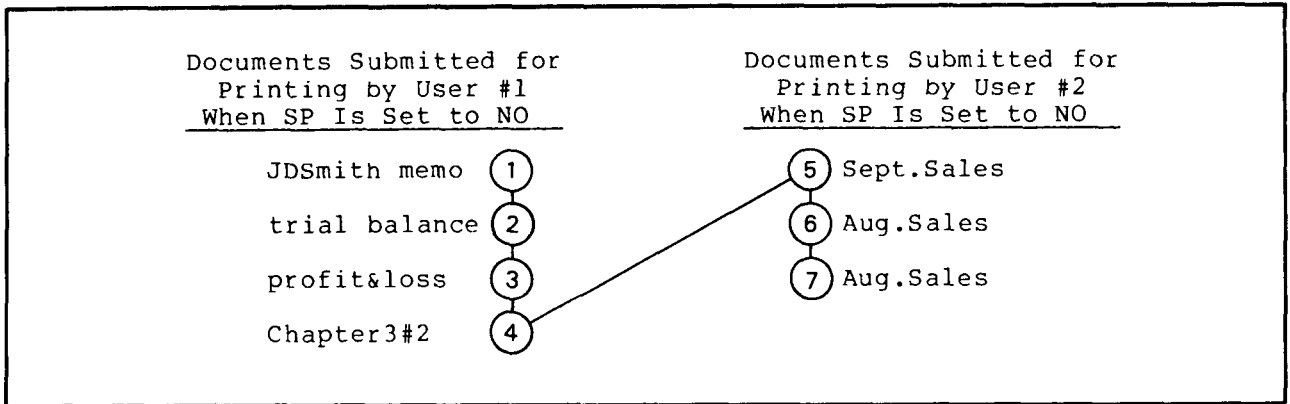 Documents Submitted for
Printing by User #1
When SP Is Set to NO
JDSmith memo 1
trial balance 2
profit&loss 3
Chapter3#2 4
Documents Submitted for
Printing by User #2
When SP Is Set to NO
5 Sept.Sales
6 Aug.Sales
7 Aug.Sales